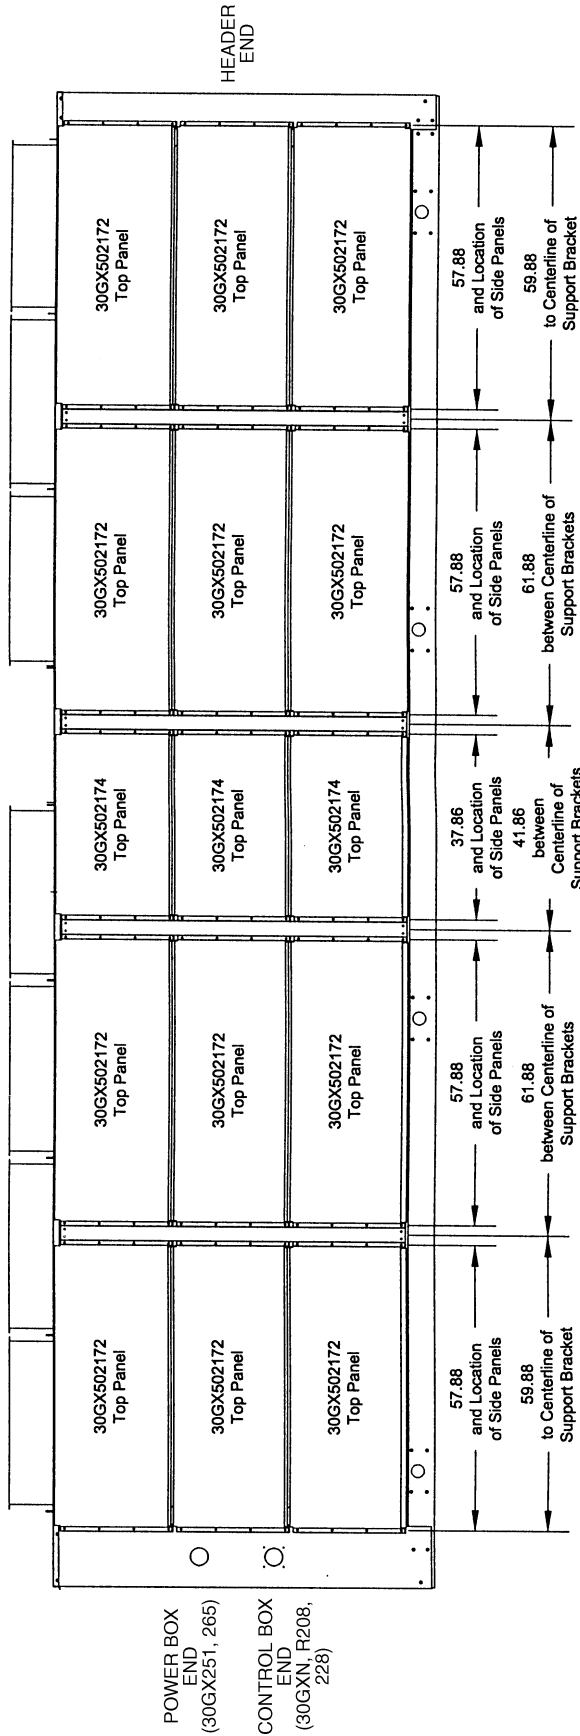 HEADER
END
30GX502172
Top Panel
30GX502172
Top Panel
30GX502172
Top Panel
57.88
and Location
of Side Panels
59.88
to Centerline of
Support Bracket
30GX502172
Top Panel
30GX502172
Top Panel
30GX502172
Top Panel
57.88
and Location
of Side Panels
61.88
between Centerline of
Support Brackets
30GX502174
Top Panel
30GX502174
Top Panel
30GX502174
Top Panel
37.86
and Location
of Side Panels
41.86
between
Centerline of
Support Brackets
30GX502172
Top Panel
30GX502172
Top Panel
30GX502172
Top Panel
57.88
and Location
of Side Panels
61.88
between Centerline of
Support Brackets
30GX502172
Top Panel
30GX502172
Top Panel
30GX502172
Top Panel
57.88
and Location
of Side Panels
59.88
to Centerline of
Support Bracket
POWER BOX
END
(30GX251, 265)
CONTROL BOX
END
(30GXN, R208,
228)